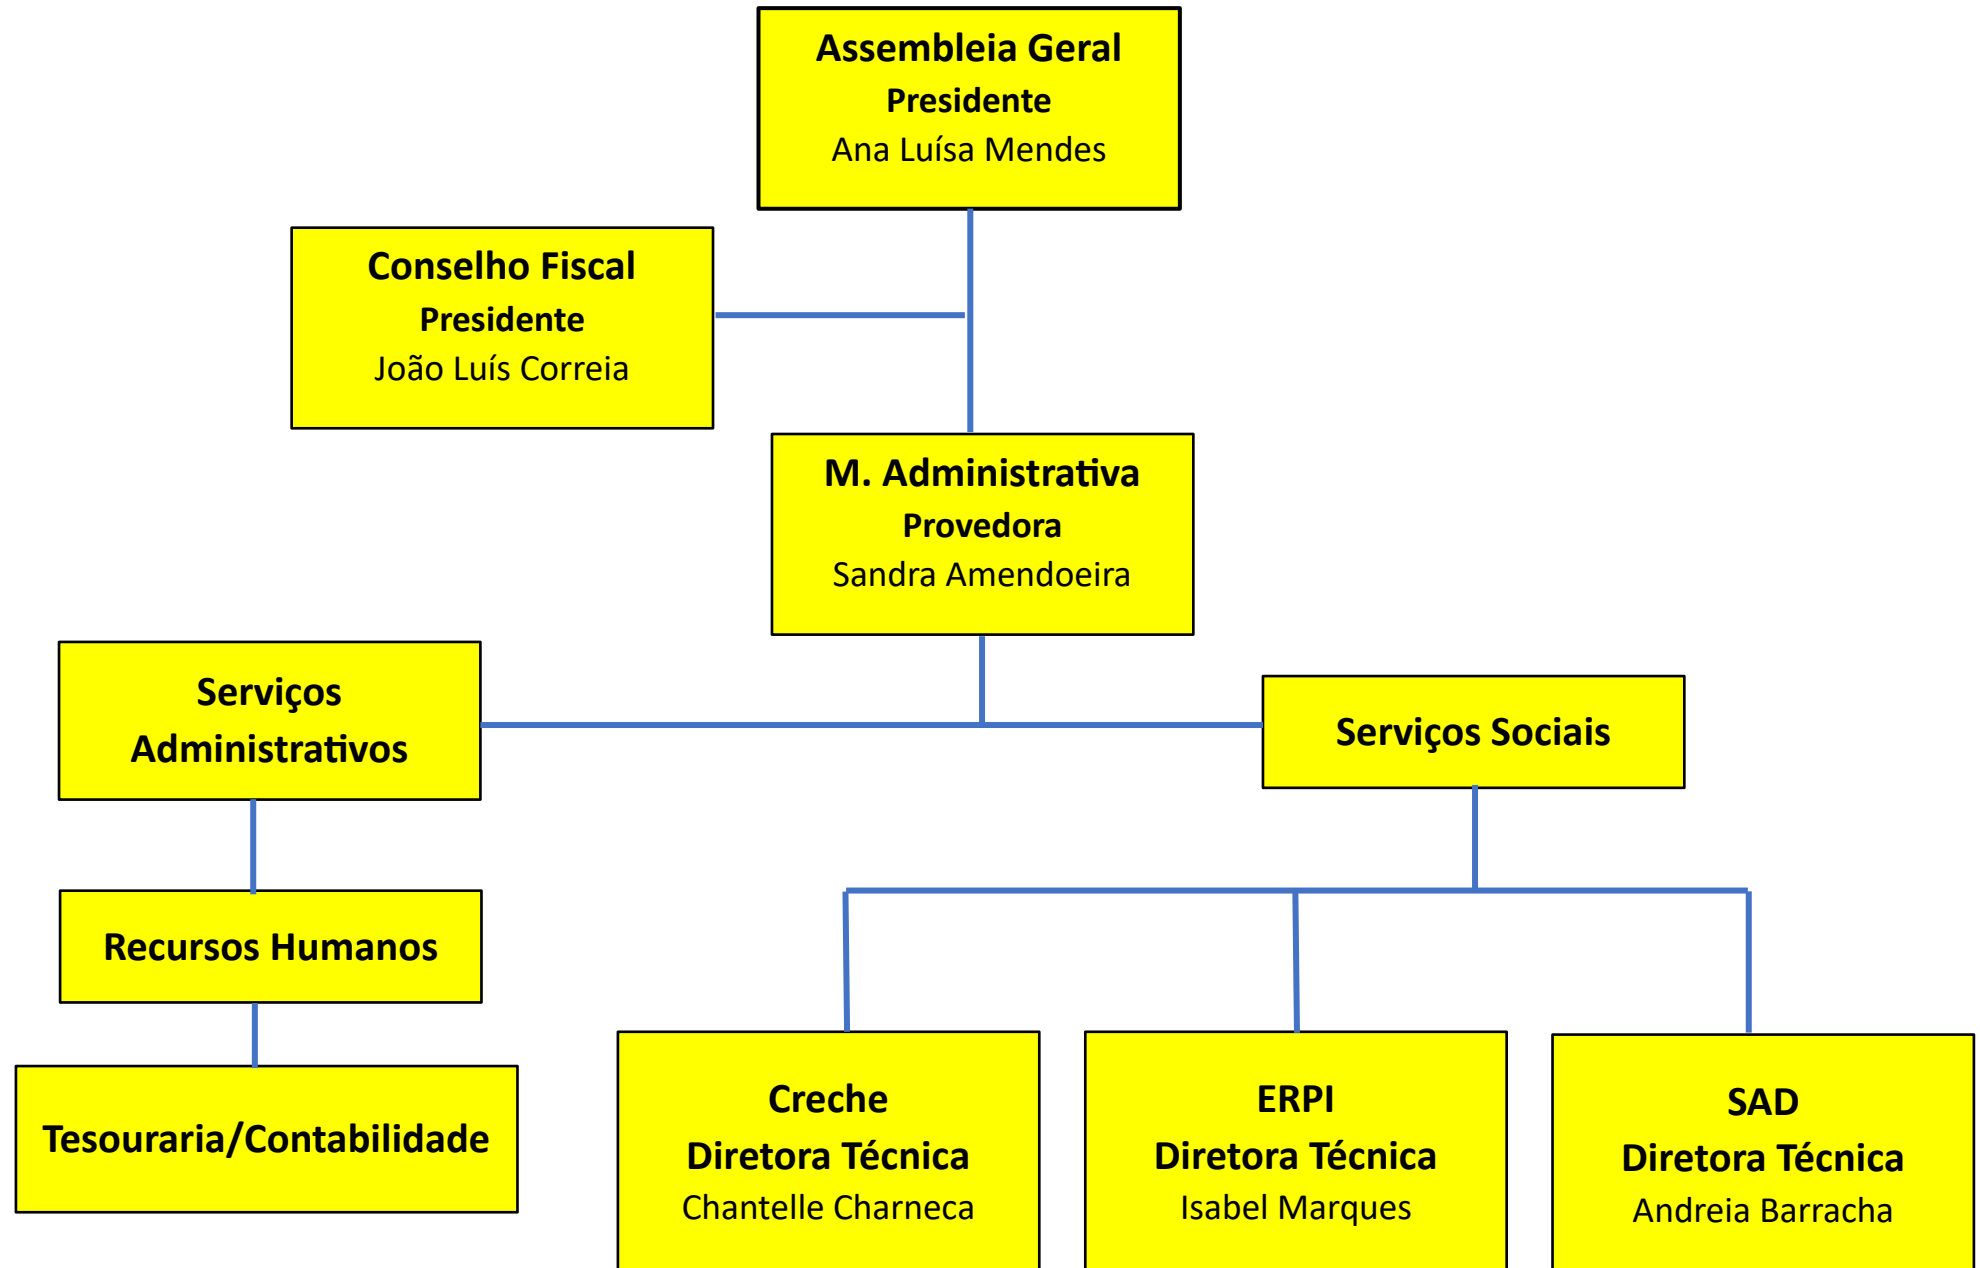 Assembleia Geral
Presidente
Ana Luísa Mendes
Conselho Fiscal
Presidente
João Luís Correia
M. Administrativa
Provedora
Sandra Amendoeira
Serviços
Administrativos
Serviços Sociais
Recursos Humanos
Tesouraria/Contabilidade
Creche
Diretora Técnica
Chantelle Charneca
ERPI
Diretora Técnica
Isabel Marques
SAD
Diretora Técnica
Andreia Barracha